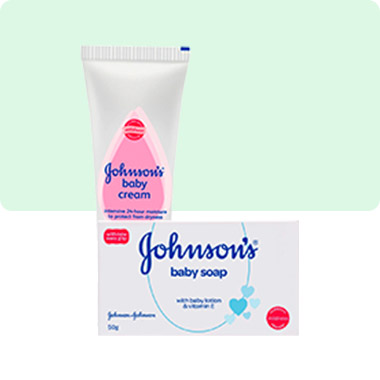 Johnson's®
baby
cream
intensive 24-hour moisture
to protect from dryness
Johnson's®
baby soap
with baby lotion
& vitamin E
Johnson & Johnson
50g